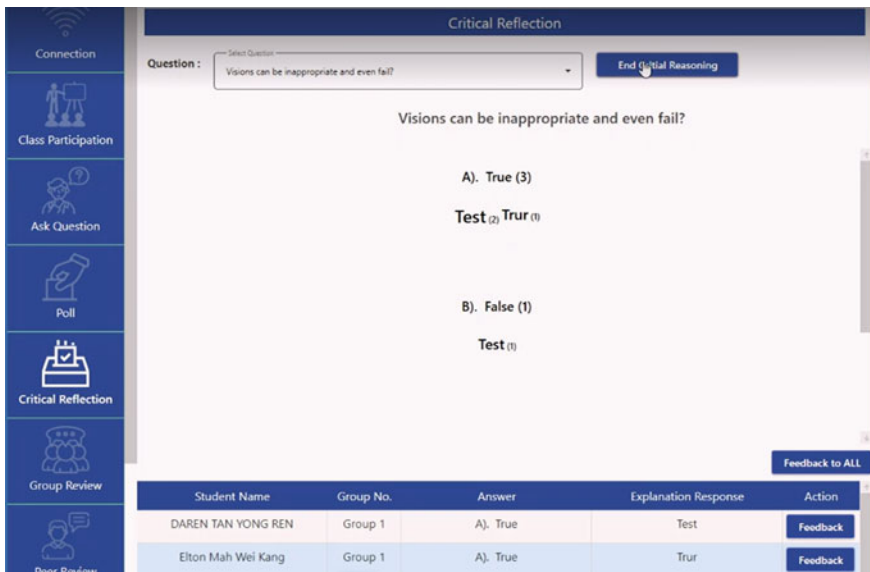 Critical Reflection
Connection
Question :
Select Question
Visions can be inappropriate and even fail?
End Initial Reasoning
Visions can be inappropriate and even fail?
Class Participation
A). True (3)
Test (2) Trur (1)
Ask Question
Poll
B). False (1)
Test (1)
Critical Reflection
Group Review
Feedback to ALL
Student Name Group No. Answer Explanation Response Action
DAREN TAN YONG REN Group 1 A). True Test Feedback
Elton Mah Wei Kang Group 1 A). True Trur Feedback
Peer Review